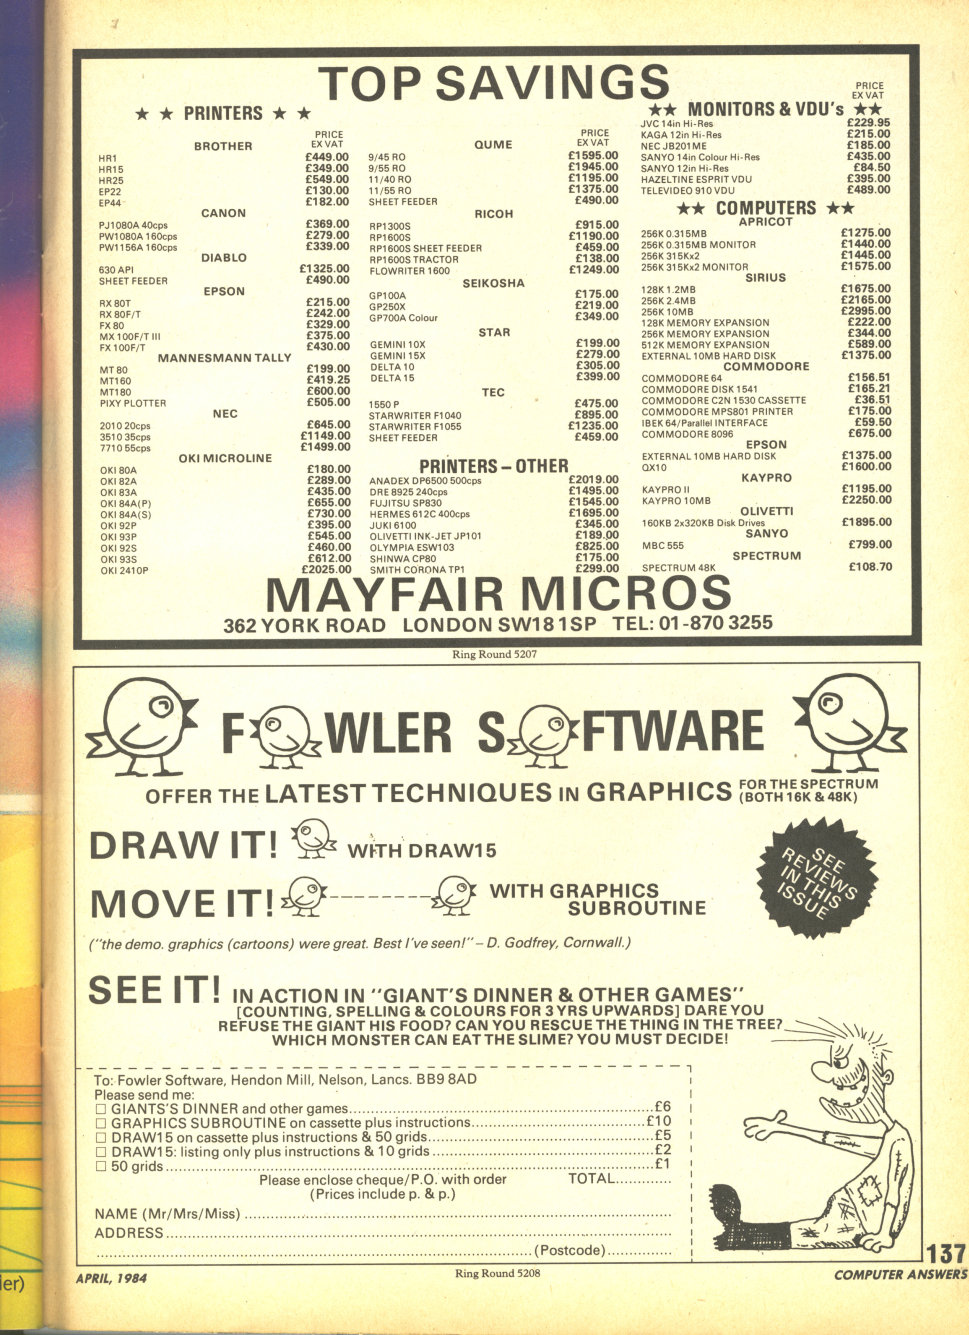 TOP SAVINGS
★ ★ PRINTERS ★ ★
PRICE
EX VAT
BROTHER
HR1 £449.00
HR15 £349.00
HR25 £549.00
EP22 £130.00
EP44 £182.00
CANON
PJ1080A 40cps £369.00
PW1080A 160cps £279.00
PW1156A 160cps £339.00
DIABLO
630 API £1325.00
SHEET FEEDER £490.00
EPSON
RX 80T £215.00
RX 80F/T £242.00
FX 80 £329.00
MX 100F/T III £375.00
FX 100F/T £430.00
MANNESMANN TALLY
MT 80 £199.00
MT160 £419.25
MT180 £600.00
PIXY PLOTTER £505.00
NEC
2010 20cps £645.00
3510 35cps £1149.00
7710 55cps £1499.00
OKI MICROLINE
OKI 80A £180.00
OKI 82A £289.00
OKI 83A £435.00
OKI 84A(P) £655.00
OKI 84A(S) £730.00
OKI 92P £395.00
OKI 93P £545.00
OKI 92S £460.00
OKI 93S £612.00
OKI 2410P £2025.00
PRICE
EX VAT
QUME
9/45 RO £1595.00
9/55 RO £1945.00
11/40 RO £1195.00
11/55 RO £1375.00
SHEET FEEDER £490.00
RICOH
RP1300S £915.00
RP1600S £1190.00
RP1600S SHEET FEEDER £459.00
RP1600S TRACTOR £138.00
FLOWRITER 1600 £1249.00
SEIKOSHA
GP100A £175.00
GP250X £219.00
GP700A Colour £349.00
STAR
GEMINI 10X £199.00
GEMINI 15X £279.00
DELTA 10 £305.00
DELTA 15 £399.00
TEC
1550 P £475.00
STARWRITER F1040 £895.00
STARWRITER F1055 £1235.00
SHEET FEEDER £459.00
PRINTERS – OTHER
ANADEX DP6500 500cps £2019.00
DRE 8925 240cps £1495.00
FUJITSU SP830 £1545.00
HERMES 612C 400cps £1695.00
JUKI 6100 £345.00
OLIVETTI INK-JET JP101 £189.00
OLYMPIA ESW103 £825.00
SHINWA CP80 £175.00
SMITH CORONA TP1 £299.00
PRICE
EX VAT
★★ MONITORS & VDU's ★★
JVC 14in Hi-Res £229.95
KAGA 12in Hi-Res £215.00
NEC JB201ME £185.00
SANYO 14in Colour Hi-Res £435.00
SANYO 12in Hi-Res £84.50
HAZELTINE ESPRIT VDU £395.00
TELEVIDEO 910 VDU £489.00
★★ COMPUTERS ★★
APRICOT
256K 0.315MB £1275.00
256K 0.315MB MONITOR £1440.00
256K 315Kx2 £1445.00
256K 315Kx2 MONITOR £1575.00
SIRIUS
128K 1.2MB £1675.00
256K 2.4MB £2165.00
256K 10MB £2995.00
128K MEMORY EXPANSION £222.00
256K MEMORY EXPANSION £344.00
512K MEMORY EXPANSION £589.00
EXTERNAL 10MB HARD DISK £1375.00
COMMODORE
COMMODORE 64 £156.51
COMMODORE DISK 1541 £165.21
COMMODORE C2N 1530 CASSETTE £36.51
COMMODORE MPS801 PRINTER £175.00
IBEK 64/Parallel INTERFACE £59.50
COMMODORE 8096 £675.00
EPSON
EXTERNAL 10MB HARD DISK £1375.00
QX10 £1600.00
KAYPRO
KAYPRO II £1195.00
KAYPRO 10MB £2250.00
OLIVETTI
160KB 2x320KB Disk Drives £1895.00
SANYO
MBC 555 £799.00
SPECTRUM
SPECTRUM 48K £108.70
MAYFAIR MICROS
362 YORK ROAD LONDON SW18 1SP TEL: 01-870 3255
Ring Round 5207
FOWLER SOFTWARE
OFFER THE LATEST TECHNIQUES IN GRAPHICS FOR THE SPECTRUM
(BOTH 16K & 48K)
DRAW IT! WITH DRAW15
MOVE IT! WITH GRAPHICS
SUBROUTINE
SEE
REVIEWS
IN THIS
ISSUE
("the demo. graphics (cartoons) were great. Best I've seen!" – D. Godfrey, Cornwall.)
SEE IT! IN ACTION IN "GIANT'S DINNER & OTHER GAMES"
[COUNTING, SPELLING & COLOURS FOR 3 YRS UPWARDS] DARE YOU
REFUSE THE GIANT HIS FOOD? CAN YOU RESCUE THE THING IN THE TREE?
WHICH MONSTER CAN EAT THE SLIME? YOU MUST DECIDE!
To: Fowler Software, Hendon Mill, Nelson, Lancs. BB9 8AD
Please send me:
□ GIANTS'S DINNER and other games......£6
□ GRAPHICS SUBROUTINE on cassette plus instructions......£10
□ DRAW15 on cassette plus instructions & 50 grids......£5
□ DRAW15: listing only plus instructions & 10 grids......£2
□ 50 grids......£1
Please enclose cheque/P.O. with order TOTAL......
(Prices include p. & p.)
NAME (Mr/Mrs/Miss)......
ADDRESS......
......(Postcode)......
137
APRIL, 1984
Ring Round 5208
COMPUTER ANSWERS
ler)